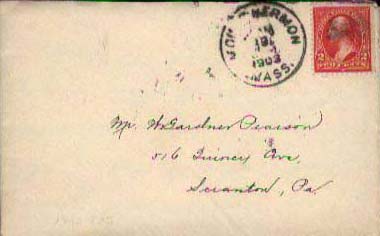 MOUNT HERMON
1903
MASS.
Mr. W Gardner Pearson
516 Quincy Ave,
Scranton, Pa.